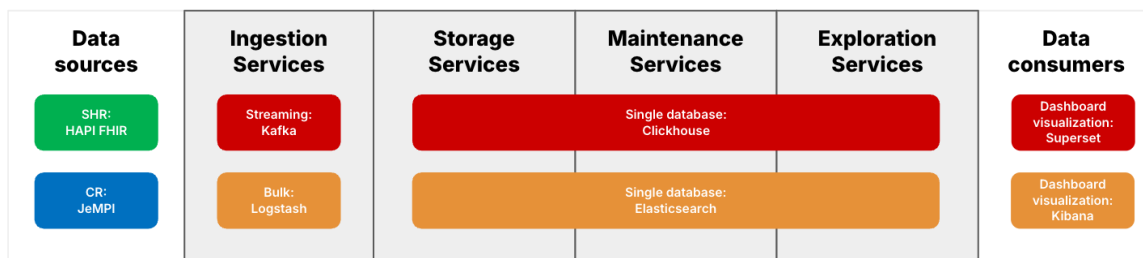 Data
sources
Ingestion
Services
Storage
Services
Maintenance
Services
Exploration
Services
Data
consumers
SHR:
HAPI FHIR
Streaming:
Kafka
Single database:
Clickhouse
Dashboard
visualization:
Superset
CR:
JeMPI
Bulk:
Logstash
Single database:
Elasticsearch
Dashboard
visualization:
Kibana